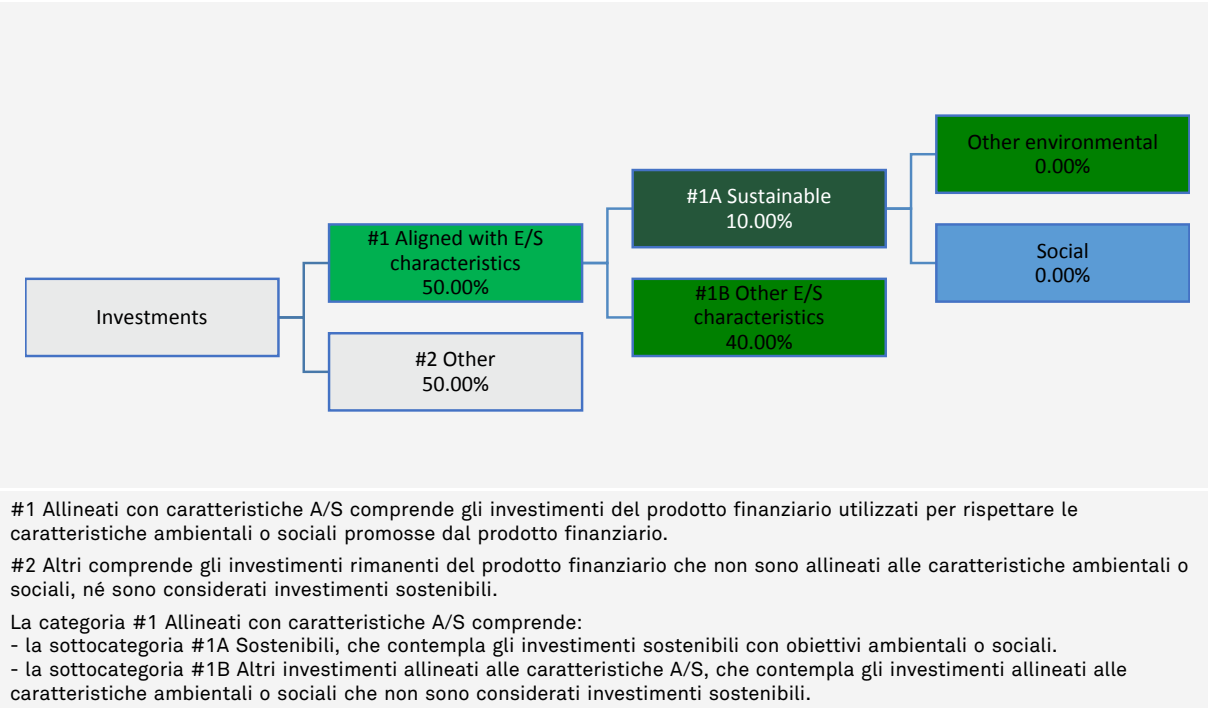 Investments
#1 Aligned with E/S
characteristics
50.00%
#2 Other
50.00%
#1A Sustainable
10.00%
#1B Other E/S
characteristics
40.00%
Other environmental
0.00%
Social
0.00%
#1 Allineati con caratteristiche A/S comprende gli investimenti del prodotto finanziario utilizzati per rispettare le
caratteristiche ambientali o sociali promosse dal prodotto finanziario.
#2 Altri comprende gli investimenti rimanenti del prodotto finanziario che non sono allineati alle caratteristiche ambientali o
sociali, né sono considerati investimenti sostenibili.
La categoria #1 Allineati con caratteristiche A/S comprende:
- la sottocategoria #1A Sostenibili, che contempla gli investimenti sostenibili con obiettivi ambientali o sociali.
- la sottocategoria #1B Altri investimenti allineati alle caratteristiche A/S, che contempla gli investimenti allineati alle
caratteristiche ambientali o sociali che non sono considerati investimenti sostenibili.